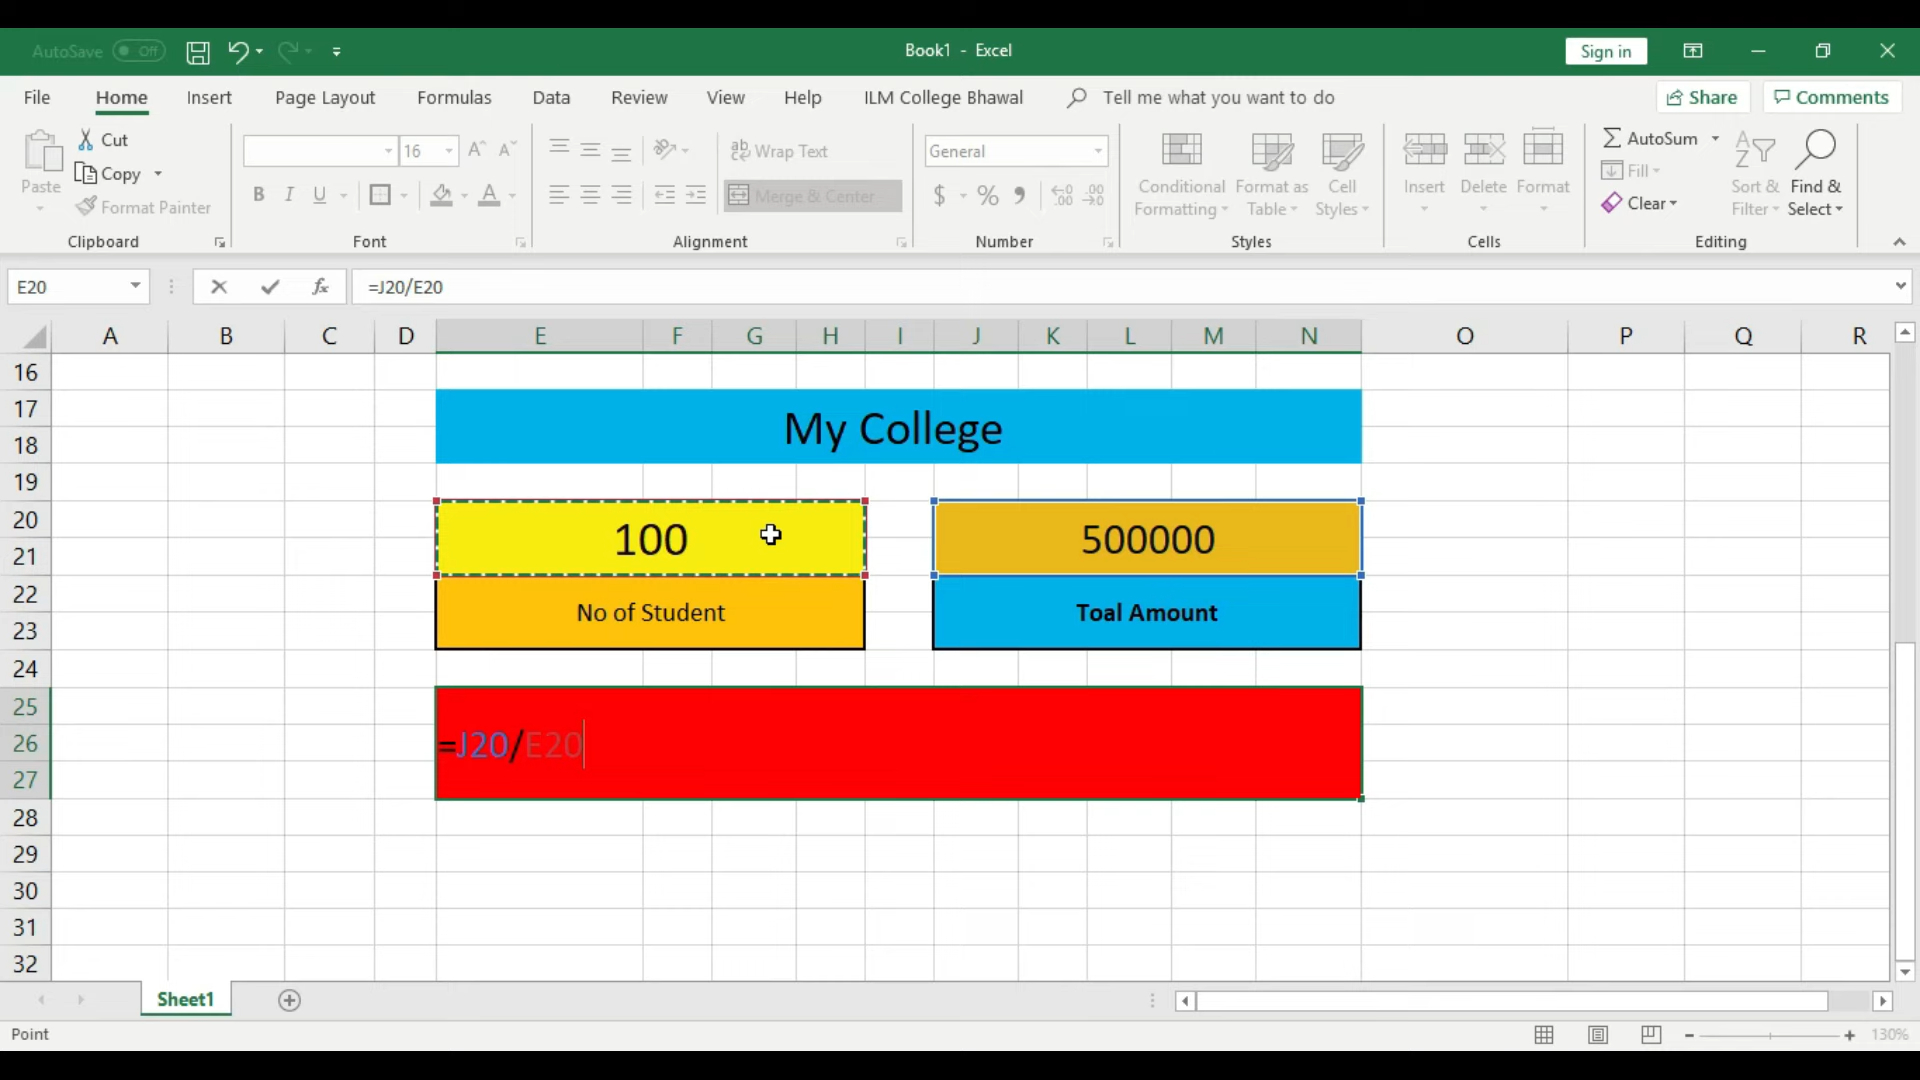 AutoSave Off
Book1 - Excel
Sign in
File Home Insert Page Layout Formulas Data Review View Help ILM College Bhawal Tell me what you want to do Share Comments
Paste
Cut
Copy
Format Painter
Clipboard
16
A^ A˅
B I U A
Font
ab Wrap Text
Merge & Center
Alignment
General
$ % , .00 .00
Number
Conditional Formatting
Format as Table
Cell Styles
Styles
Insert Delete Format
Cells
Σ AutoSum
Fill
Clear
Sort & Filter
Find & Select
Editing
E20 fx =J20/E20
A B C D E F G H I J K L M N O P Q R
16
17
My College
18
19
20
100 500000
21
22
No of Student Toal Amount
23
24
25
26 =J20/E20
27
28
29
30
31
32
Sheet1
Point 130%